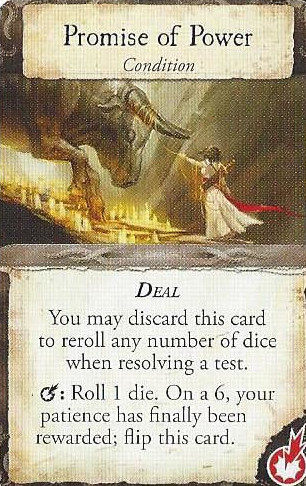 Promise of Power
Condition
DEAL
You may discard this card
to reroll any number of dice
when resolving a test.
: Roll 1 die. On a 6, your
patience has finally been
rewarded; flip this card.